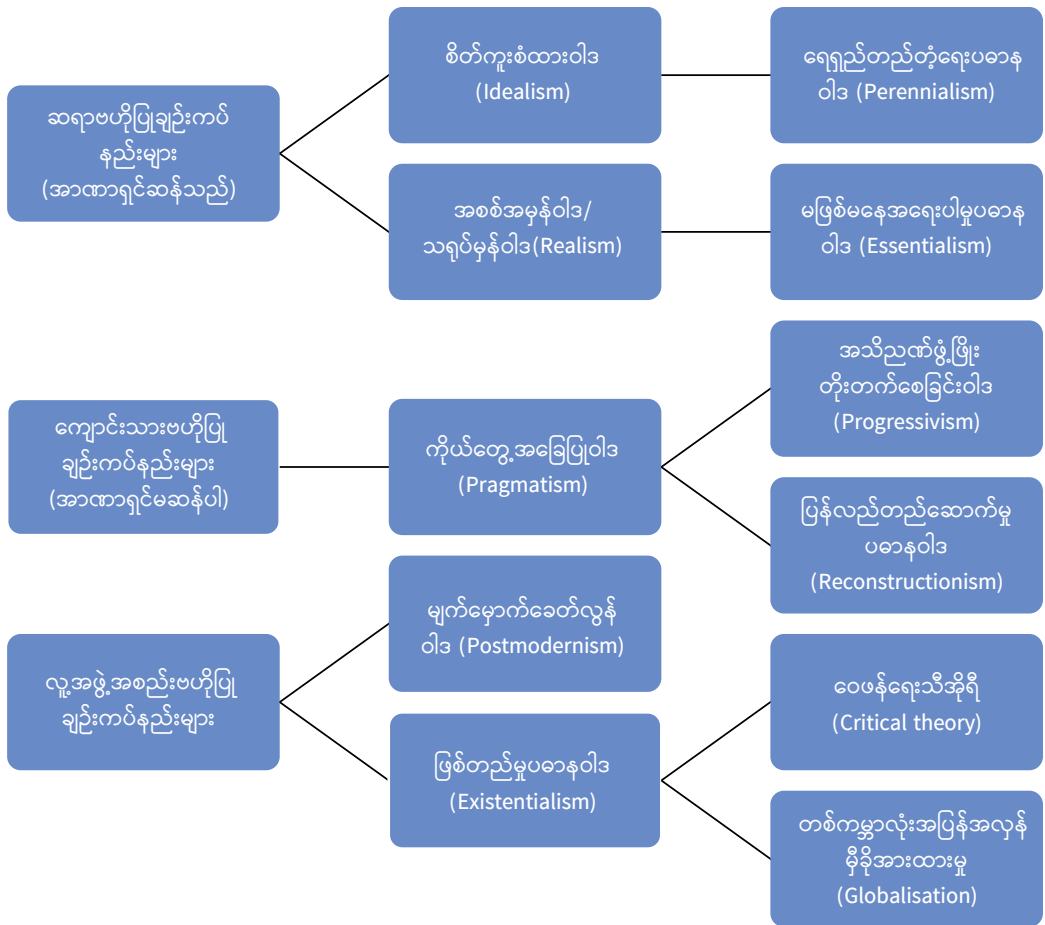 ဆရာဗဟိုပြုချဉ်းကပ်
နည်းများ
(အာဏာရှင်ဆန်သည်)
စိတ်ကူးစံထားဝါဒ
(Idealism)
ရေရှည်တည်တံ့ရေးပဓာန
ဝါဒ (Perennialism)
အစစ်အမှန်ဝါဒ/
သရုပ်မှန်ဝါဒ(Realism)
မဖြစ်မနေအရေးပါမှုပဓာန
ဝါဒ (Essentialism)
ကျောင်းသားဗဟိုပြု
ချဉ်းကပ်နည်းများ
(အာဏာရှင်မဆန်ပါ)
ကိုယ်တွေ့အခြေပြုဝါဒ
(Pragmatism)
အသိညဏ်ဖွံ့ဖြိုး
တိုးတက်စေခြင်းဝါဒ
(Progressivism)
ပြန်လည်တည်ဆောက်မှု
ပဓာနဝါဒ
(Reconstructionism)
လူ့အဖွဲ့အစည်းဗဟိုပြု
ချဉ်းကပ်နည်းများ
မျက်မှောက်ခေတ်လွန်
ဝါဒ (Postmodernism)
ဖြစ်တည်မှုပဓာနဝါဒ
(Existentialism)
ဝေဖန်ရေးသီအိုရီ
(Critical theory)
တစ်ကမ္ဘာလုံးအပြန်အလှန်
မှီခိုအားထားမှု
(Globalisation)